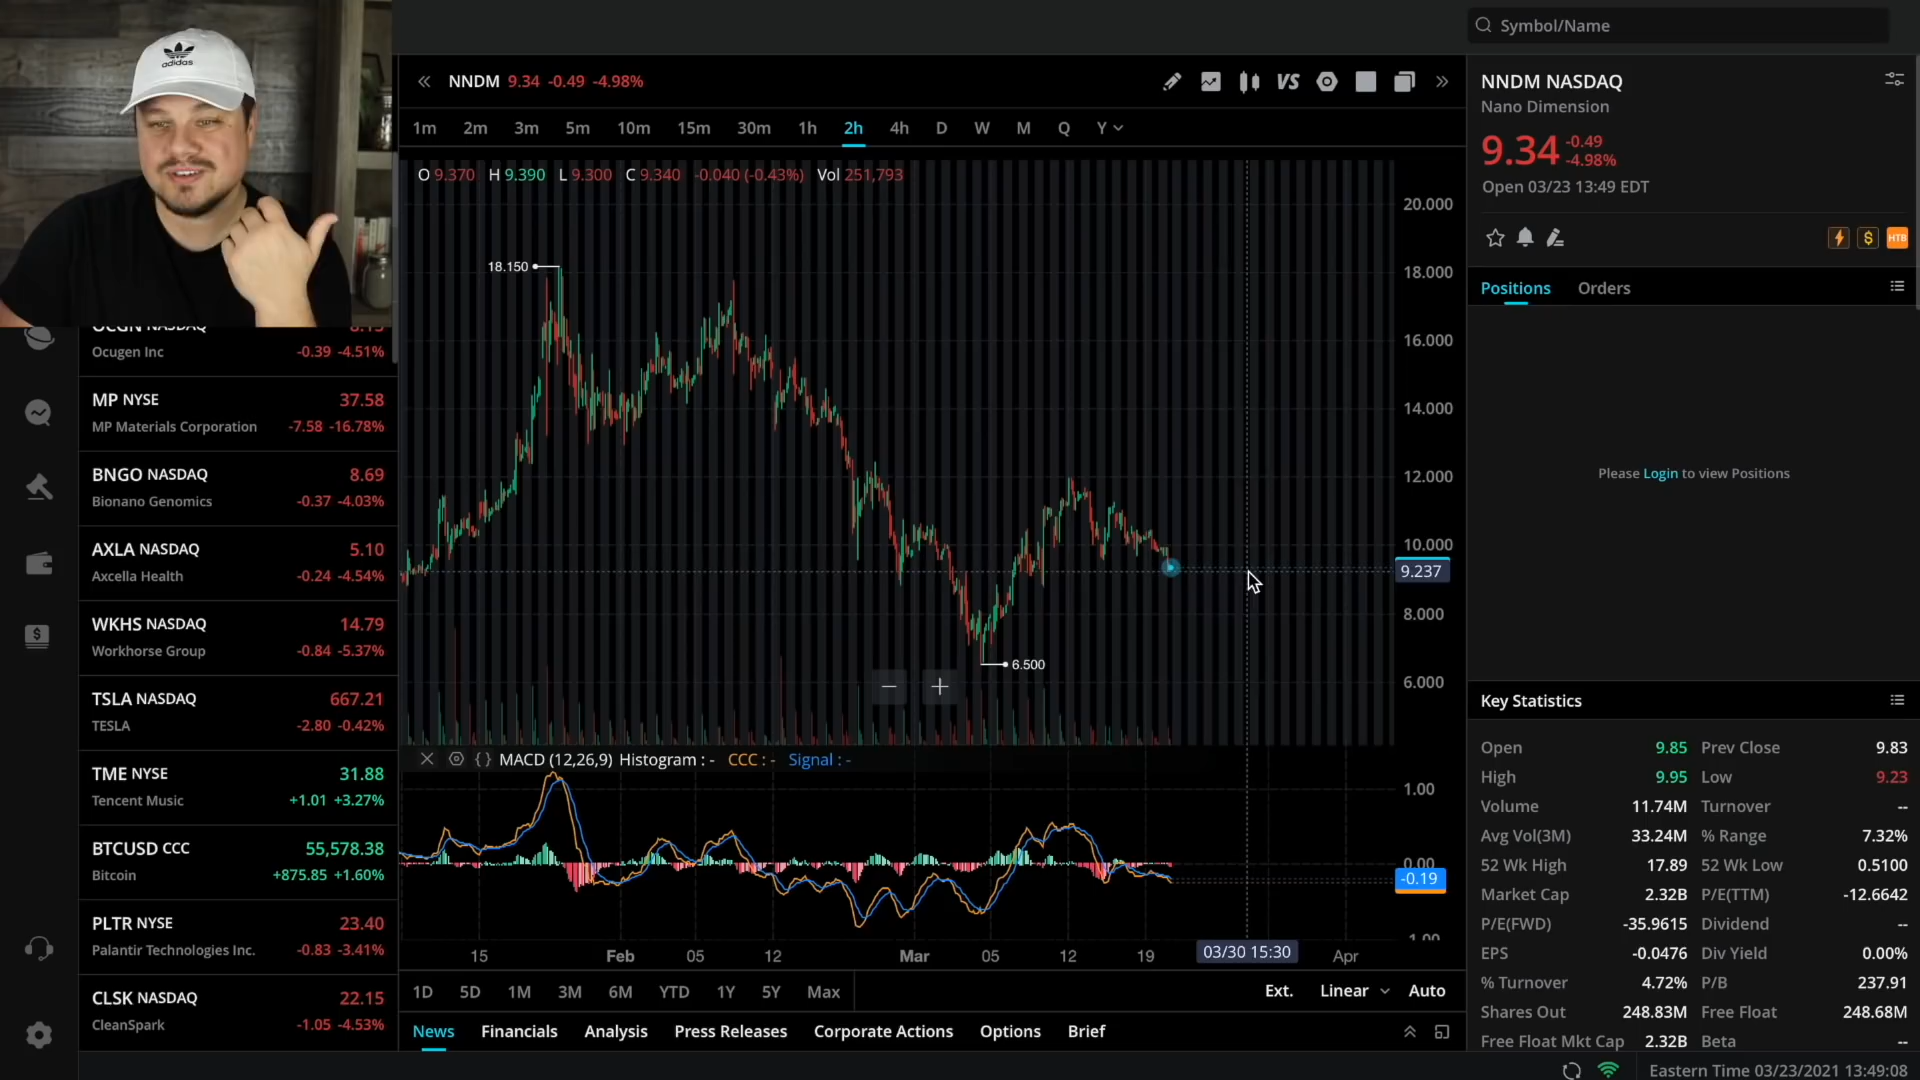 adidas
Symbol/Name
NNDM 9.34 -0.49 -4.98%
VS
1m 2m 3m 5m 10m 15m 30m 1h 2h 4h D W M Q Y
O 9.370 H 9.390 L 9.300 C 9.340 -0.040 (-0.43%) Vol 251,793
20.000
18.150
18.000
16.000
14.000
12.000
10.000
9.237
8.000
6.500
6.000
MACD (12,26,9) Histogram : - CCC : - Signal : -
1.00
0.00
-0.19
15 Feb 05 12 Mar 05 12 19 03/30 15:30 Apr
1D 5D 1M 3M 6M YTD 1Y 5Y Max
Ext. Linear Auto
News Financials Analysis Press Releases Corporate Actions Options Brief
OCGN NASDAQ
Ocugen Inc -0.39 -4.51%
MP NYSE 37.58
MP Materials Corporation -7.58 -16.78%
BNGO NASDAQ 8.69
Bionano Genomics -0.37 -4.03%
AXLA NASDAQ 5.10
Axcella Health -0.24 -4.54%
WKHS NASDAQ 14.79
Workhorse Group -0.84 -5.37%
TSLA NASDAQ 667.21
TESLA -2.80 -0.42%
TME NYSE 31.88
Tencent Music +1.01 +3.27%
BTCUSD CCC 55,578.38
Bitcoin +875.85 +1.60%
PLTR NYSE 23.40
Palantir Technologies Inc. -0.83 -3.41%
CLSK NASDAQ 22.15
CleanSpark -1.05 -4.53%
NNDM NASDAQ
Nano Dimension
9.34 -0.49
-4.98%
Open 03/23 13:49 EDT
$ HTB
Positions Orders
Please Login to view Positions
Key Statistics
Open 9.85 Prev Close 9.83
High 9.95 Low 9.23
Volume 11.74M Turnover --
Avg Vol(3M) 33.24M % Range 7.32%
52 Wk High 17.89 52 Wk Low 0.5100
Market Cap 2.32B P/E(TTM) -12.6642
P/E(FWD) -35.9615 Dividend --
EPS -0.0476 Div Yield 0.00%
% Turnover 4.72% P/B 237.91
Shares Out 248.83M Free Float 248.68M
Free Float Mkt Cap 2.32B Beta --
Eastern Time 03/23/2021 13:49:08